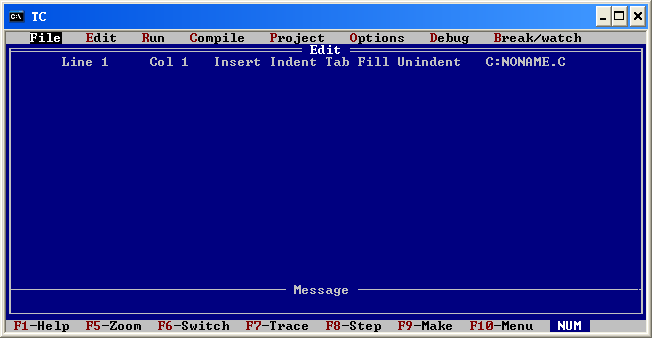 TC
File Edit Run Compile Project Options Debug Break/watch
Edit
Line 1 Col 1 Insert Indent Tab Fill Unindent C:NONAME.C
Message
F1-Help F5-Zoom F6-Switch F7-Trace F8-Step F9-Make F10-Menu NUM